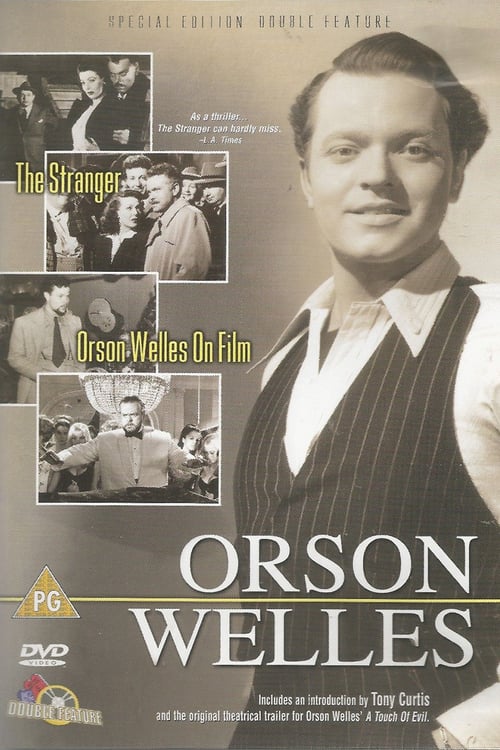 SPECIAL EDITION DOUBLE FEATURE
As a thriller...
The Stranger can hardly miss.
–L.A. Times
The Stranger
Orson Welles On Film
ORSON
WELLES
PG
DVD
VIDEO
DOUBLE FEATURE
Includes an introduction by Tony Curtis
and the original theatrical trailer for Orson Welles' A Touch Of Evil.